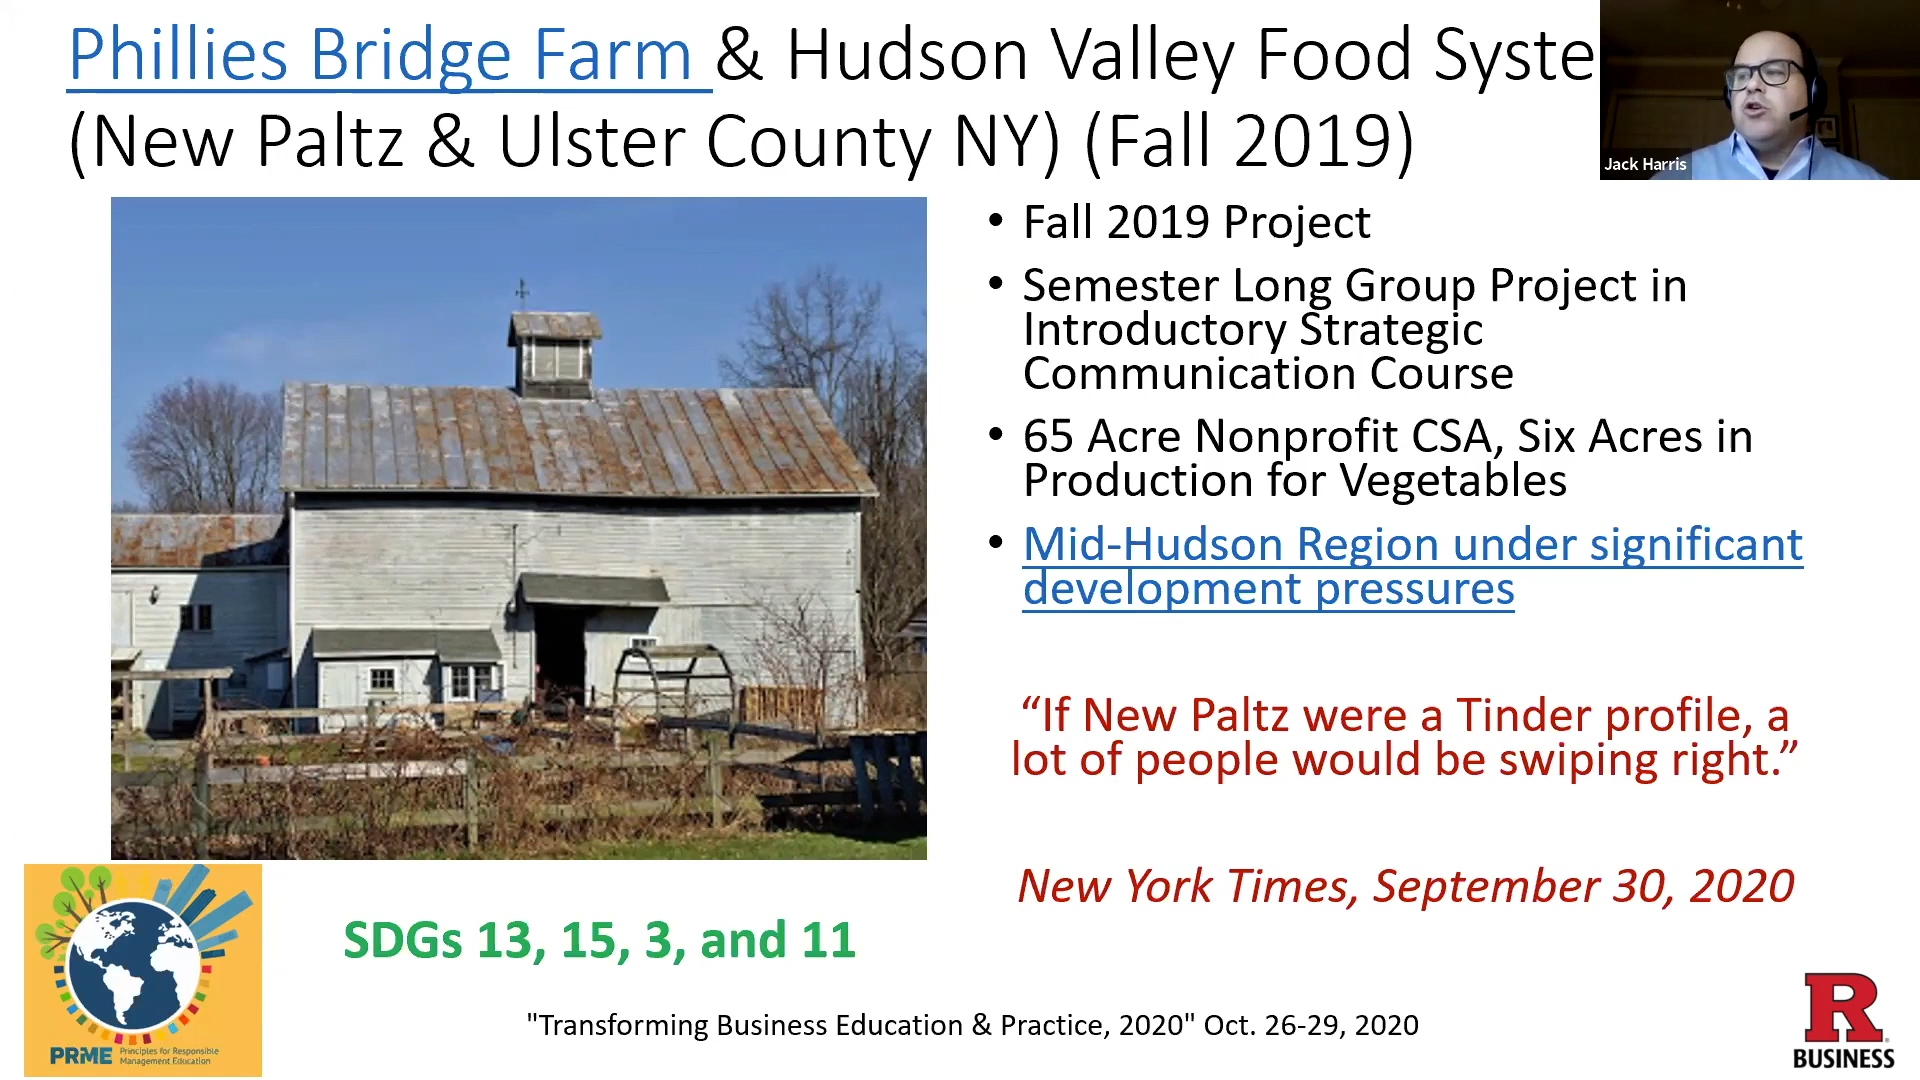 Phillies Bridge Farm & Hudson Valley Food Syste
(New Paltz & Ulster County NY) (Fall 2019)
Jack Harris
• Fall 2019 Project
• Semester Long Group Project in
Introductory Strategic
Communication Course
• 65 Acre Nonprofit CSA, Six Acres in
Production for Vegetables
• Mid-Hudson Region under significant
development pressures
“If New Paltz were a Tinder profile, a
lot of people would be swiping right.”
New York Times, September 30, 2020
SDGs 13, 15, 3, and 11
"Transforming Business Education & Practice, 2020" Oct. 26-29, 2020
PRME Principles for Responsible
Management Education
R
BUSINESS